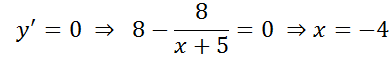 y′ = 0 ⇒ 8 − 8/(x + 5) = 0 ⇒ x = −4